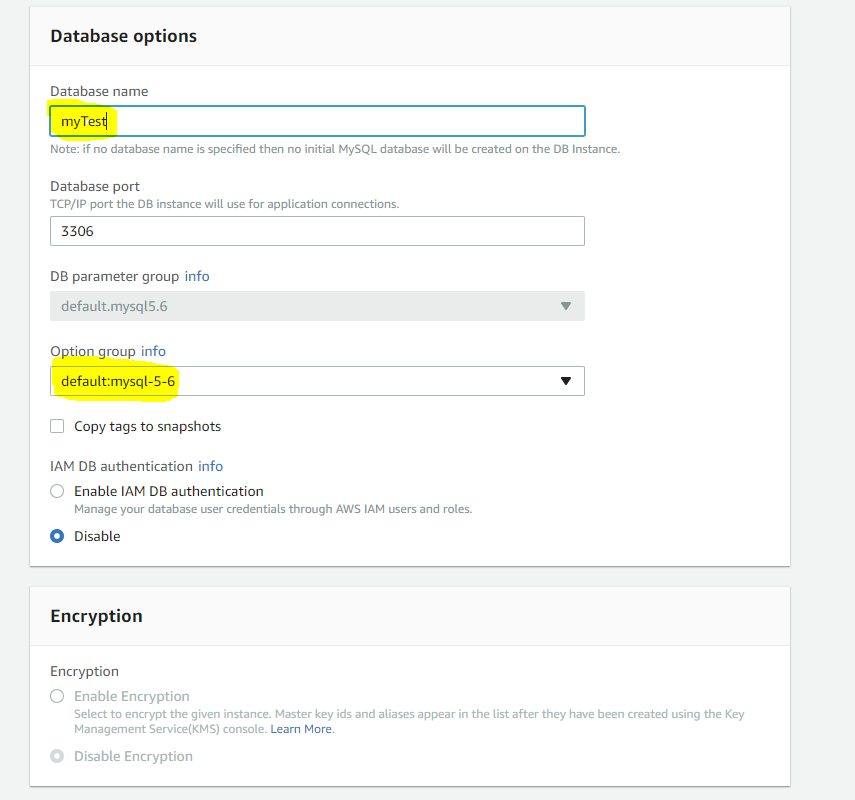 Database options
Database name
myTest
Note: if no database name is specified then no initial MySQL database will be created on the DB Instance.
Database port
TCP/IP port the DB instance will use for application connections.
3306
DB parameter group info
default.mysql5.6
Option group info
default:mysql-5-6
Copy tags to snapshots
IAM DB authentication info
Enable IAM DB authentication
Manage your database user credentials through AWS IAM users and roles.
Disable
Encryption
Encryption
Enable Encryption
Select to encrypt the given instance. Master key ids and aliases appear in the list after they have been created using the Key
Management Service(KMS) console. Learn More.
Disable Encryption